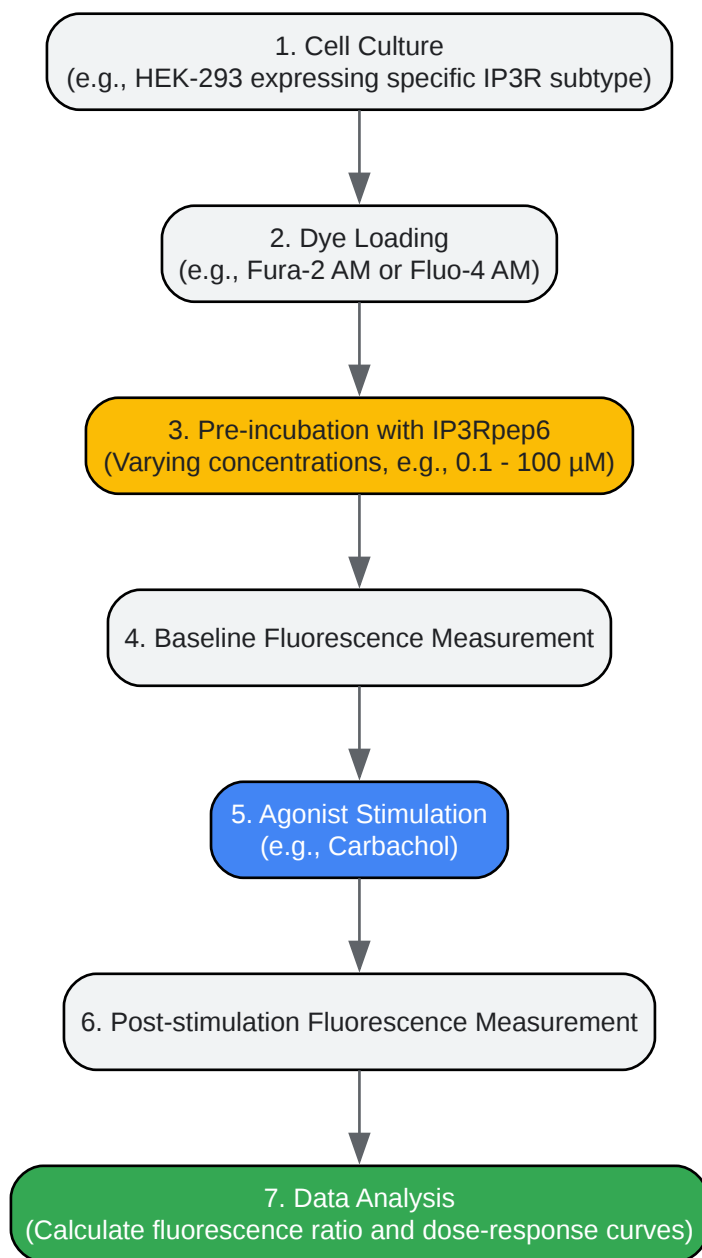 1. Cell Culture
(e.g., HEK-293 expressing specific IP3R subtype)
2. Dye Loading
(e.g., Fura-2 AM or Fluo-4 AM)
3. Pre-incubation with IP3Rpep6
(Varying concentrations, e.g., 0.1 - 100 µM)
4. Baseline Fluorescence Measurement
5. Agonist Stimulation
(e.g., Carbachol)
6. Post-stimulation Fluorescence Measurement
7. Data Analysis
(Calculate fluorescence ratio and dose-response curves)